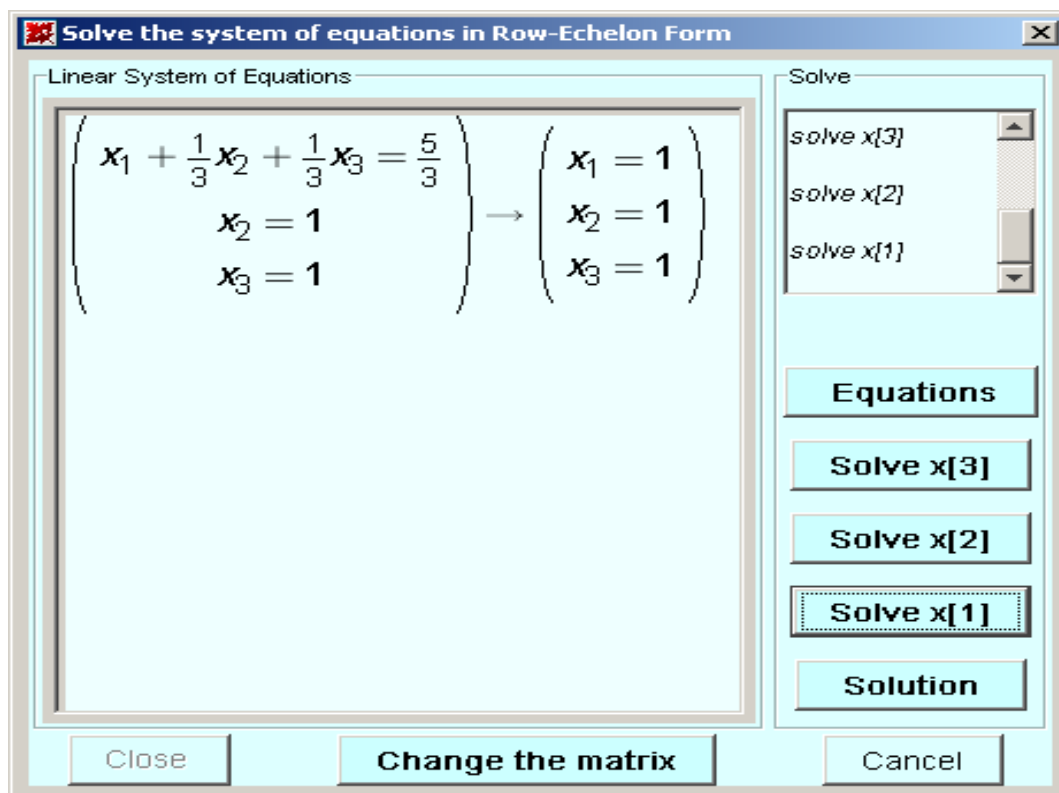 Solve the system of equations in Row-Echelon Form
Linear System of Equations
x₁ + 1/3 x₂ + 1/3 x₃ = 5/3
x₂ = 1
x₃ = 1
→
x₁ = 1
x₂ = 1
x₃ = 1
Solve
solve x[3]
solve x[2]
solve x[1]
Equations
Solve x[3]
Solve x[2]
Solve x[1]
Solution
Close
Change the matrix
Cancel